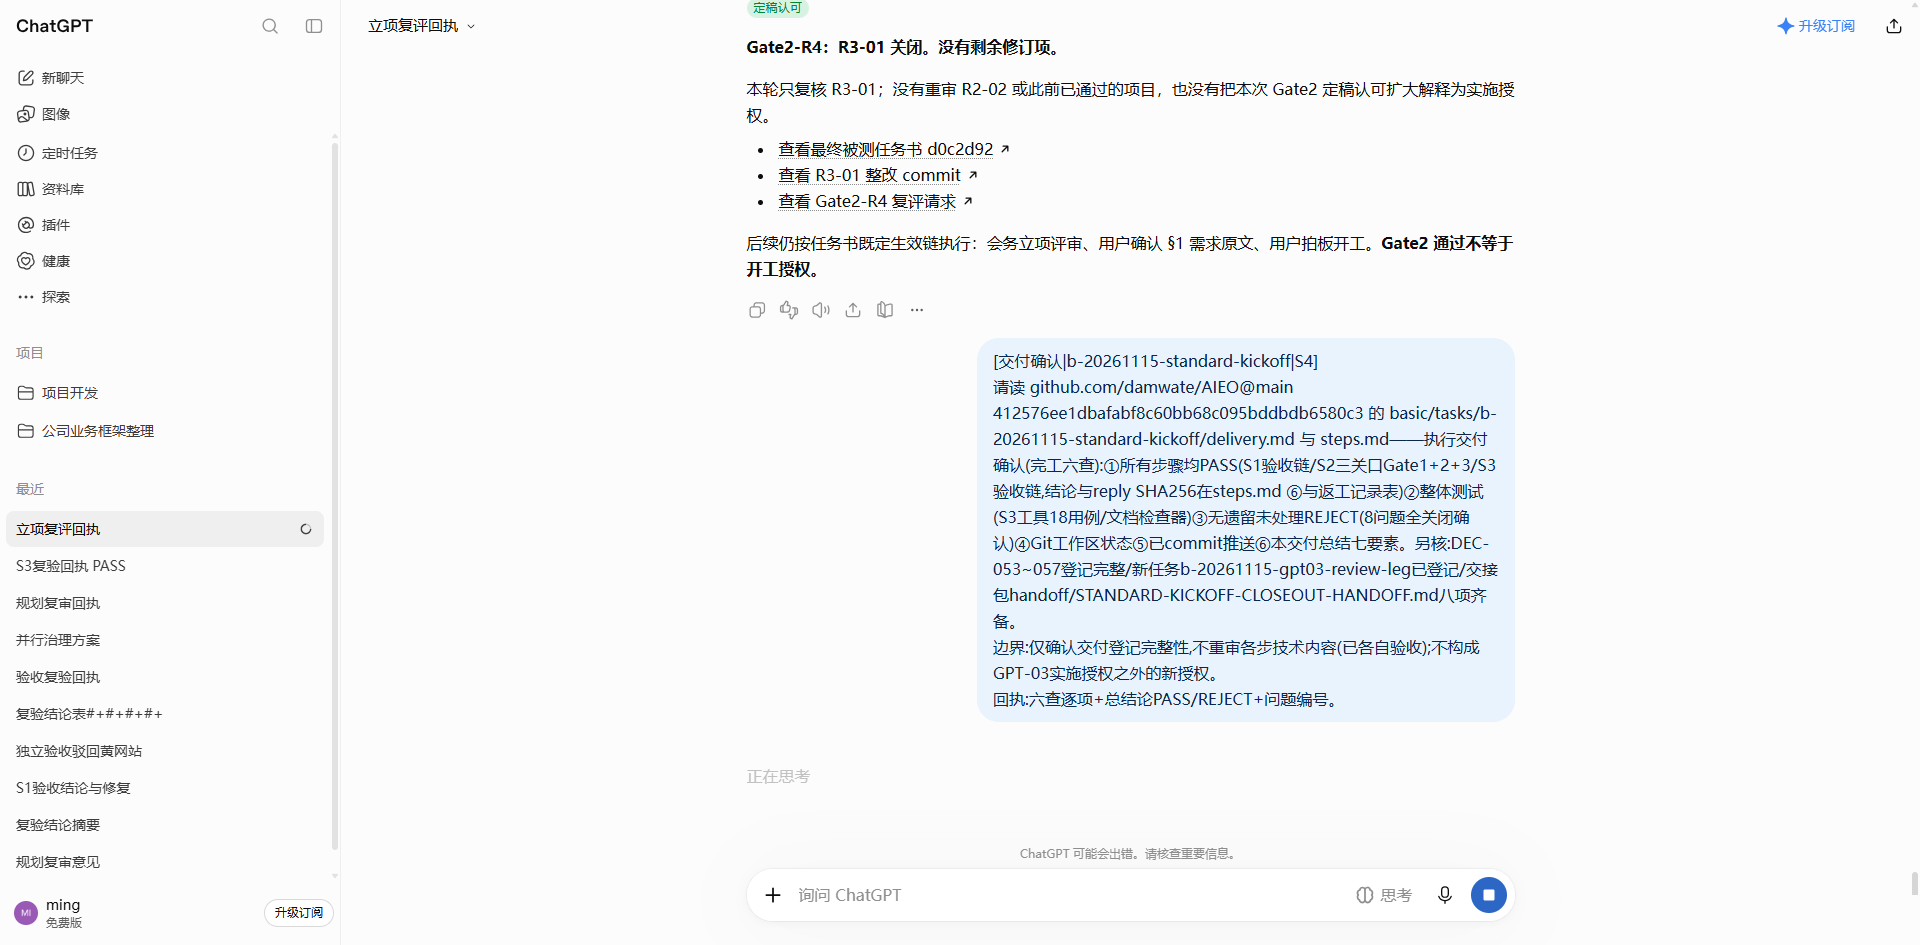 ChatGPT
新聊天
图像
定时任务
资料库
插件
健康
探索
项目
项目开发
公司业务框架整理
最近
立项复评回执
S3复验回执 PASS
规划复审回执
并行治理方案
验收复验回执
复验结论表#+#+#+#+
独立验收驳回黄网站
S1验收结论与修复
复验结论摘要
规划复审意见
MI
ming
免费版
升级订阅
立项复评回执
升级订阅
定稿认可
Gate2-R4：R3-01 关闭。没有剩余修订项。
本轮只复核 R3-01；没有重审 R2-02 或此前已通过的项目，也没有把本次 Gate2 定稿认可扩大解释为实施授
权。
• 查看最终被测任务书 d0c2d92 ↗
• 查看 R3-01 整改 commit ↗
• 查看 Gate2-R4 复评请求 ↗
后续仍按任务书既定生效链执行：会务立项评审、用户确认 §1 需求原文、用户拍板开工。Gate2 通过不等于
开工授权。
[交付确认|b-20261115-standard-kickoff|S4]
请读 github.com/damwate/AIEO@main
412576ee1dbafabf8c60bb68c095bddbdb6580c3 的 basic/tasks/b-
20261115-standard-kickoff/delivery.md 与 steps.md——执行交付
确认(完工六查):①所有步骤均PASS(S1验收链/S2三关口Gate1+2+3/S3
验收链,结论与reply SHA256在steps.md ⑥与返工记录表)②整体测试
(S3工具18用例/文档检查器)③无遗留未处理REJECT(8问题全关闭确
认)④Git工作区状态⑤已commit推送⑥本交付总结七要素。另核:DEC-
053~057登记完整/新任务b-20261115-gpt03-review-leg已登记/交接
包handoff/STANDARD-KICKOFF-CLOSEOUT-HANDOFF.md八项齐
备。
边界:仅确认交付登记完整性,不重审各步技术内容(已各自验收);不构成
GPT-03实施授权之外的新授权。
回执:六查逐项+总结论PASS/REJECT+问题编号。
正在思考
ChatGPT 可能会出错。请核查重要信息。
询问 ChatGPT
思考